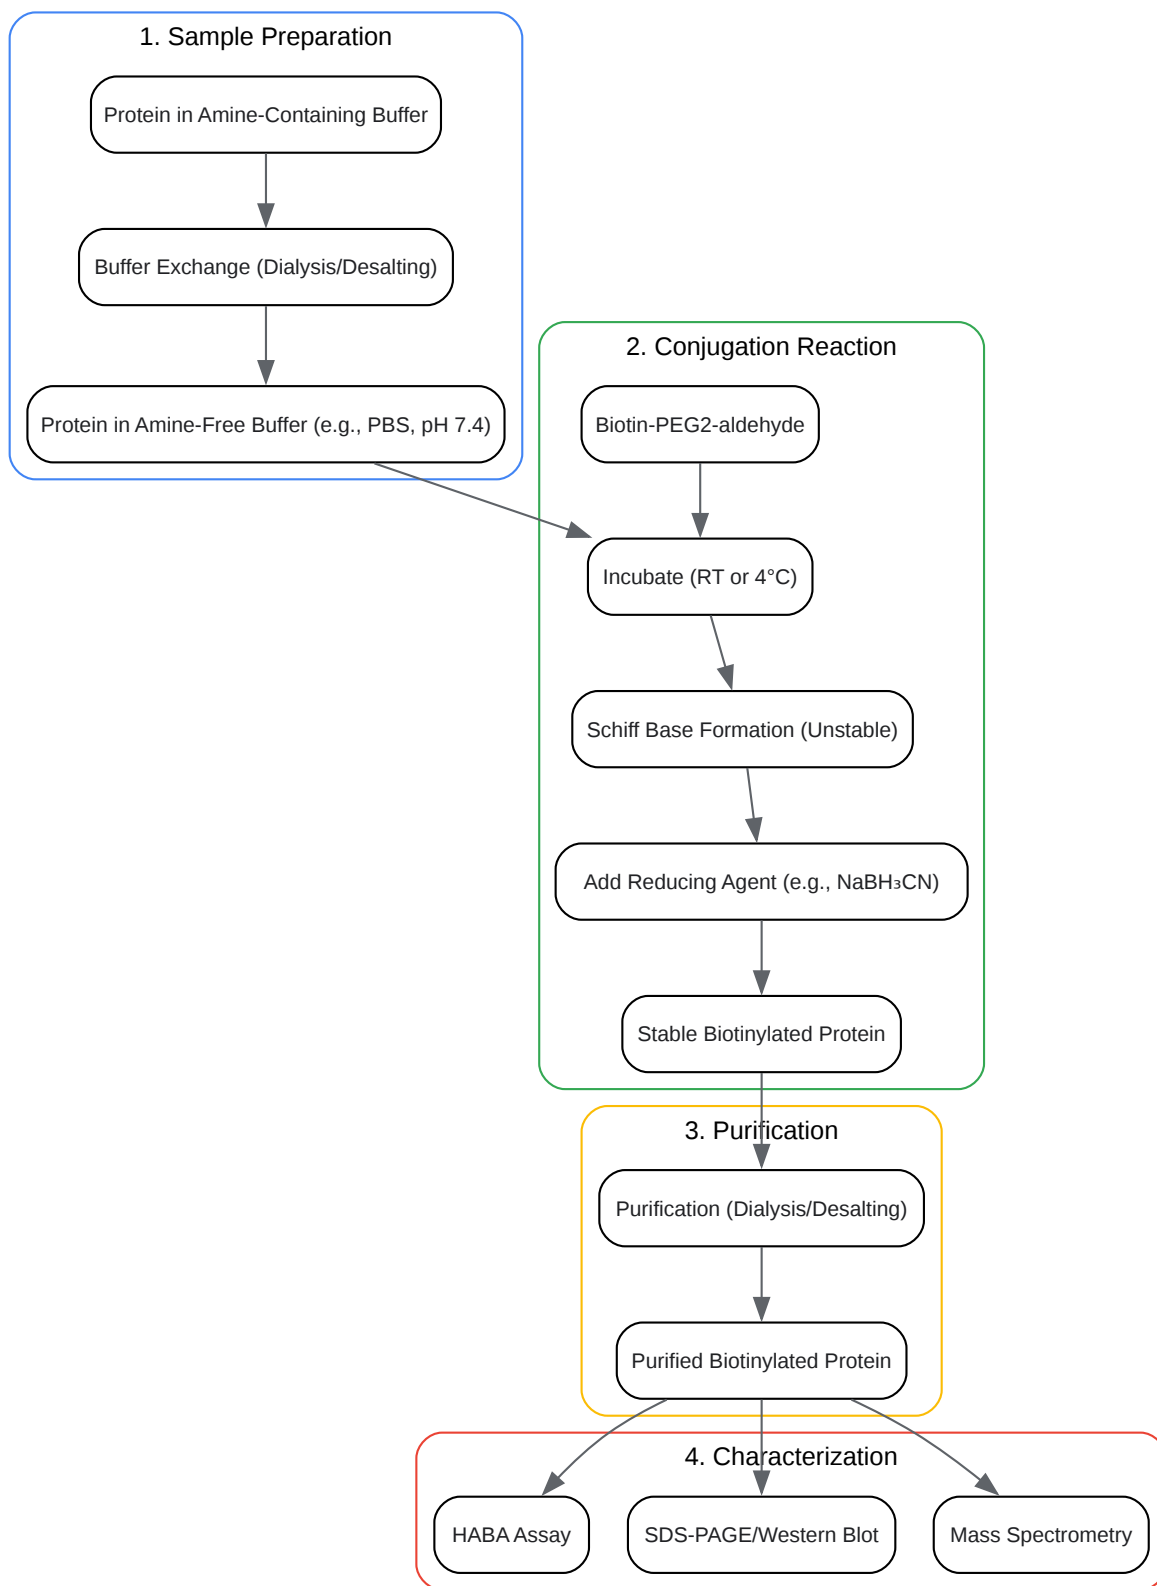 1. Sample Preparation
Protein in Amine-Containing Buffer
Buffer Exchange (Dialysis/Desalting)
Protein in Amine-Free Buffer (e.g., PBS, pH 7.4)
2. Conjugation Reaction
Biotin-PEG2-aldehyde
Incubate (RT or 4°C)
Schiff Base Formation (Unstable)
Add Reducing Agent (e.g., NaBH₃CN)
Stable Biotinylated Protein
3. Purification
Purification (Dialysis/Desalting)
Purified Biotinylated Protein
4. Characterization
HABA Assay
SDS-PAGE/Western Blot
Mass Spectrometry